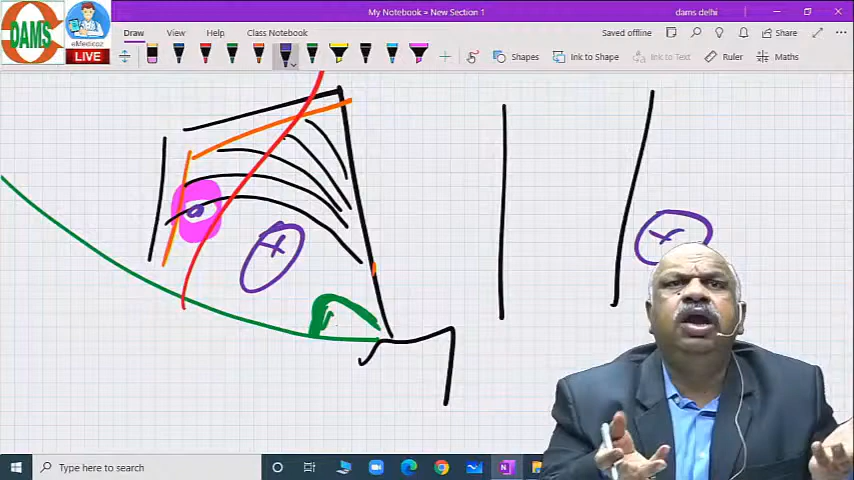 My Notebook – New Section 1
dams delhi
DAMS
eMedicoz
LIVE
Draw View Help Class Notebook
Saved offline
Share
Shapes
Ink to Shape
Ink to Text
Ruler
Maths
+
+
Type here to search